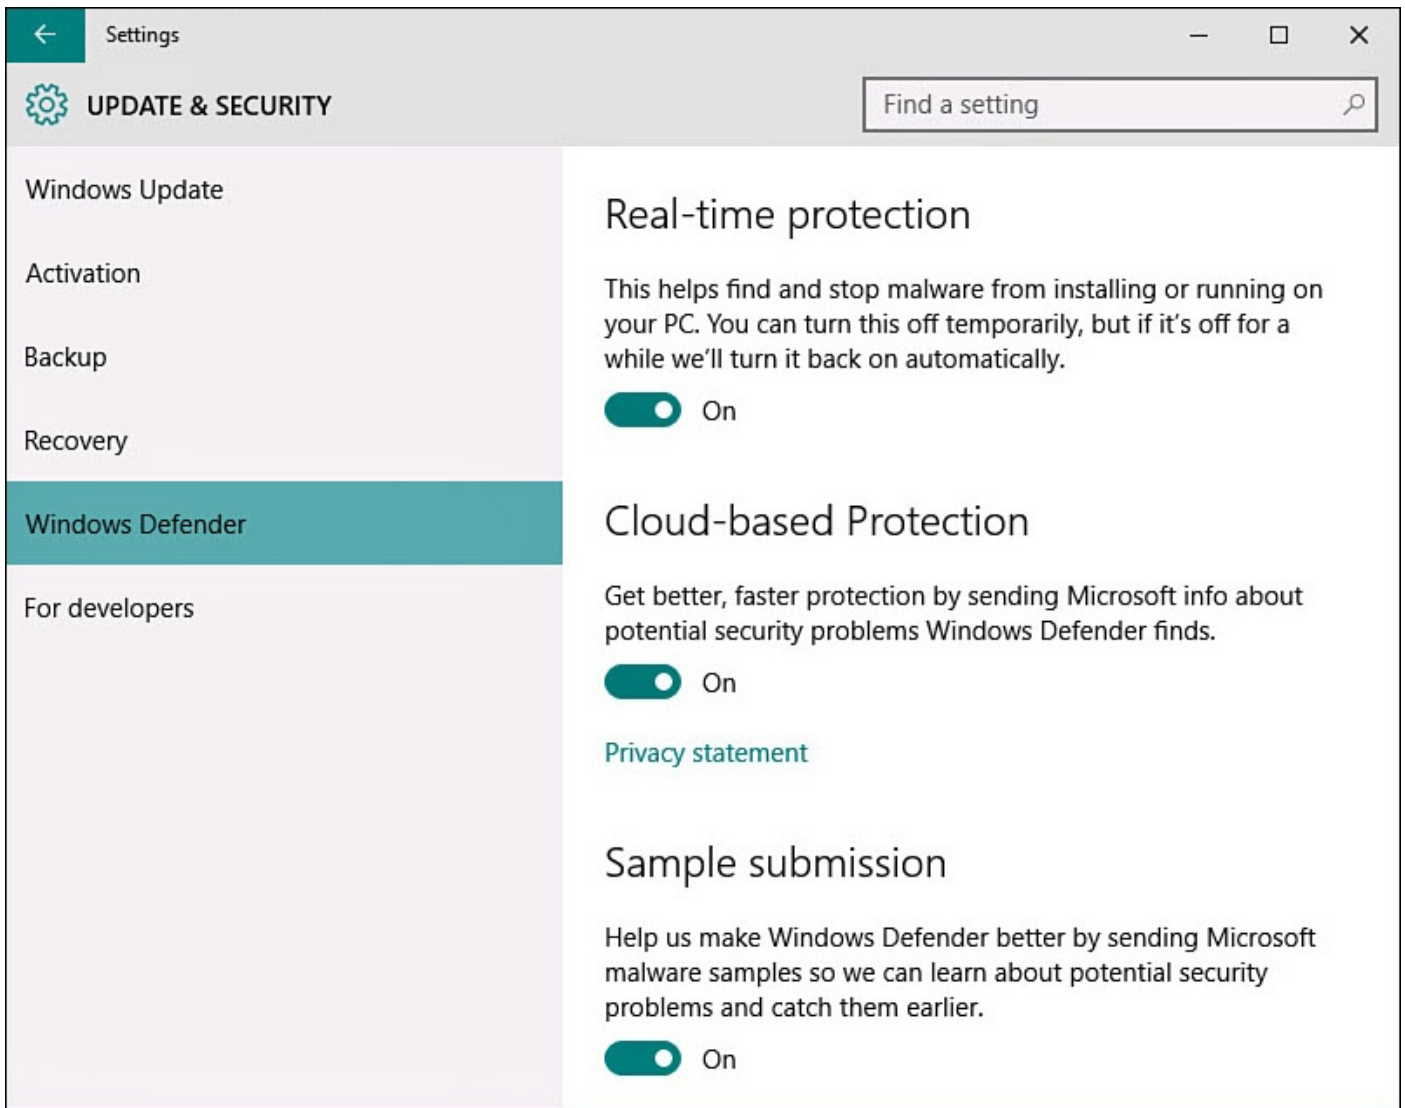 Settings
UPDATE & SECURITY
Find a setting
Windows Update
Activation
Backup
Recovery
Windows Defender
For developers
Real-time protection
This helps find and stop malware from installing or running on
your PC. You can turn this off temporarily, but if it's off for a
while we'll turn it back on automatically.
On
Cloud-based Protection
Get better, faster protection by sending Microsoft info about
potential security problems Windows Defender finds.
On
Privacy statement
Sample submission
Help us make Windows Defender better by sending Microsoft
malware samples so we can learn about potential security
problems and catch them earlier.
On